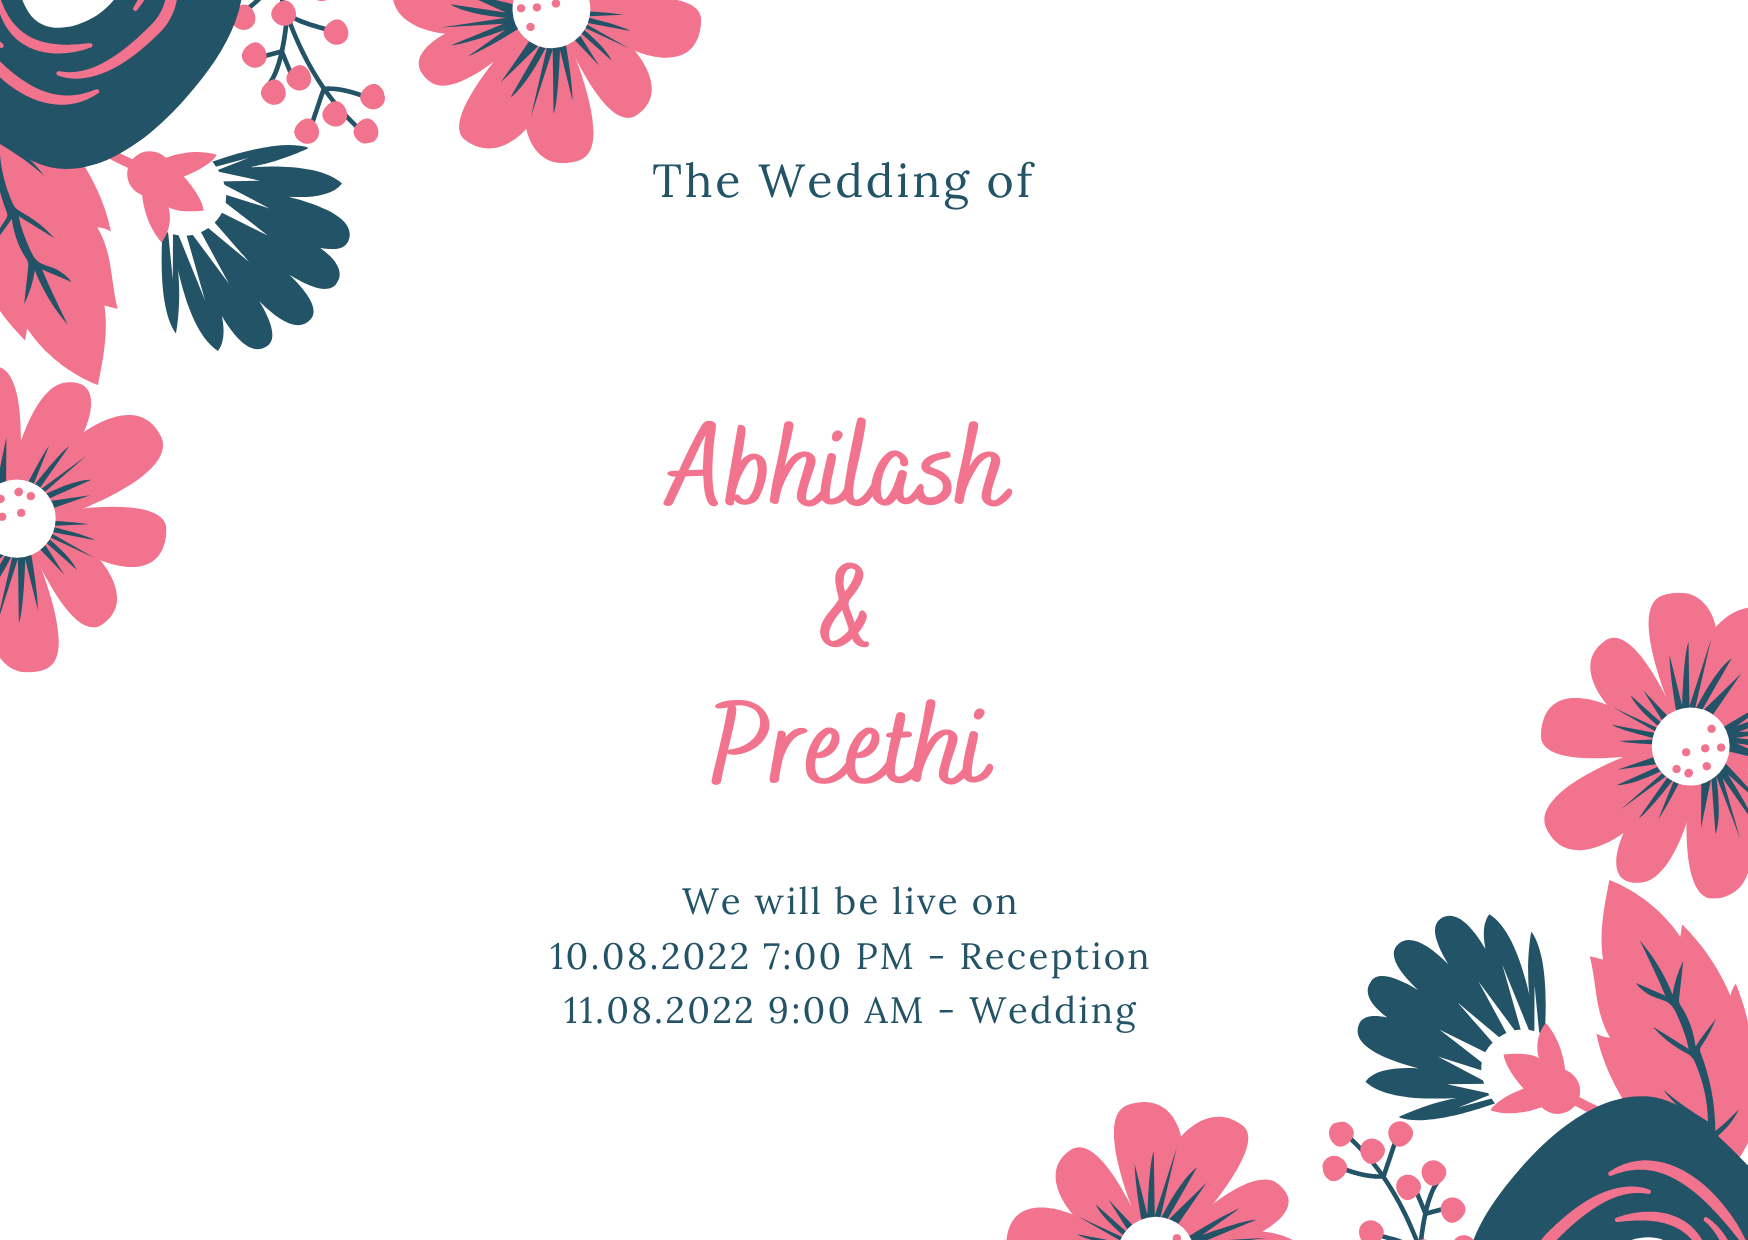 The Wedding of
Abhilash
&
Preethi
We will be live on
10.08.2022 7:00 PM - Reception
11.08.2022 9:00 AM - Wedding